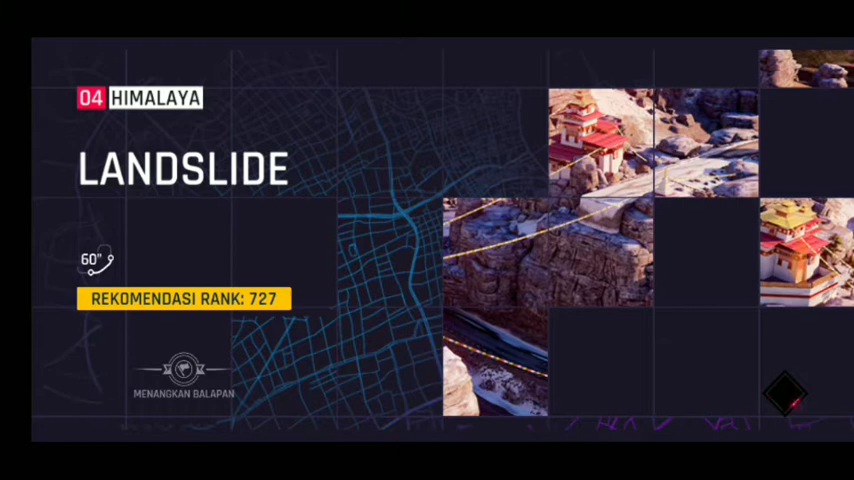 04 HIMALAYA
LANDSLIDE
60"
REKOMENDASI RANK: 727
MENANGKAN BALAPAN